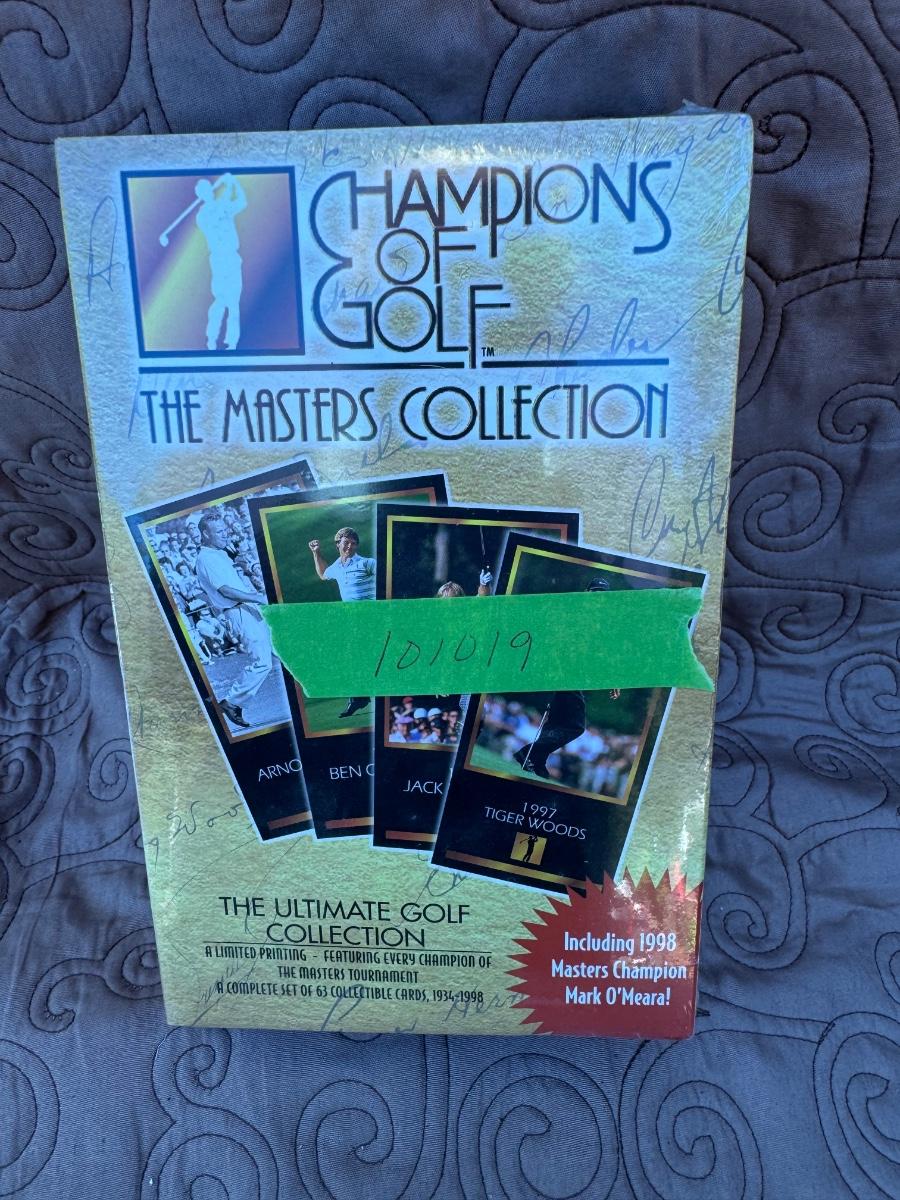 CHAMPIONS
OF
GOLF™
THE MASTERS COLLECTION
101019
ARNO
BEN C
JACK
1997
TIGER WOODS
THE ULTIMATE GOLF
COLLECTION
A LIMITED PRINTING - FEATURING EVERY CHAMPION OF
THE MASTERS TOURNAMENT
A COMPLETE SET OF 63 COLLECTIBLE CARDS, 1934-1998
Including 1998
Masters Champion
Mark O'Meara!